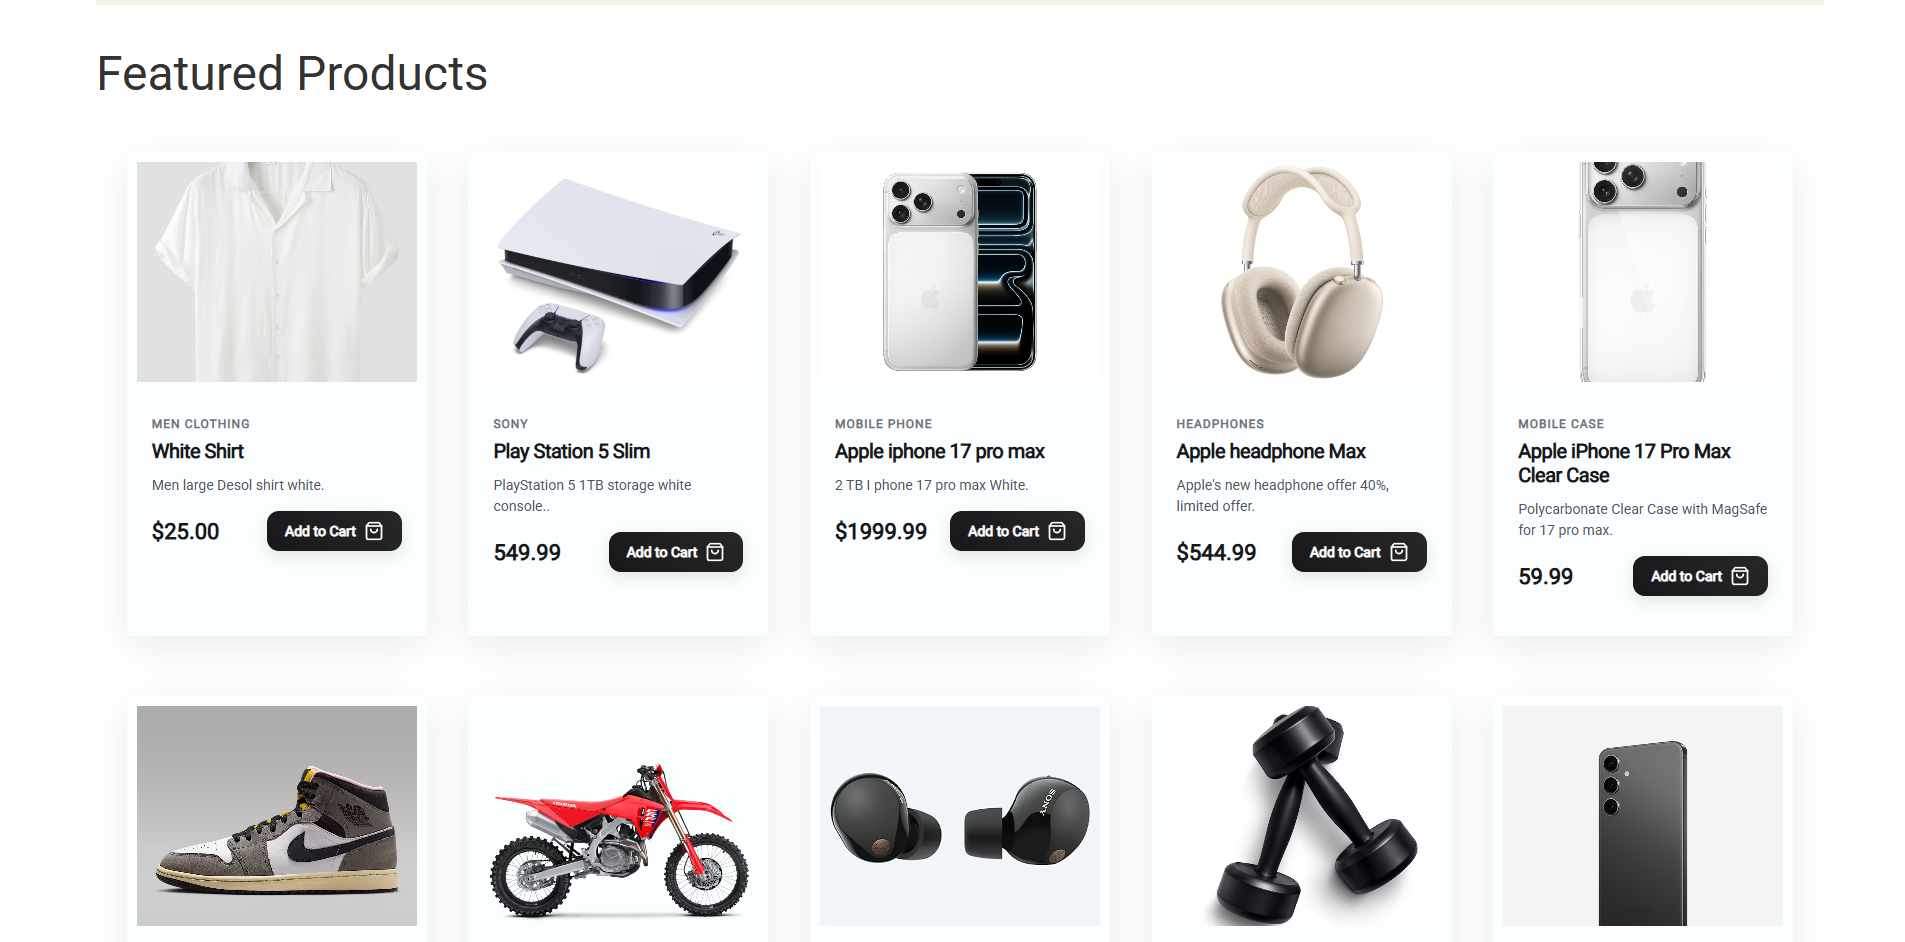 Featured Products
MEN CLOTHING
White Shirt
Men large Desol shirt white.
$25.00
Add to Cart
SONY
Play Station 5 Slim
PlayStation 5 1TB storage white
console..
549.99
Add to Cart
MOBILE PHONE
Apple iphone 17 pro max
2 TB I phone 17 pro max White.
$1999.99
Add to Cart
HEADPHONES
Apple headphone Max
Apple's new headphone offer 40%,
limited offer.
$544.99
Add to Cart
MOBILE CASE
Apple iPhone 17 Pro Max
Clear Case
Polycarbonate Clear Case with MagSafe
for 17 pro max.
59.99
Add to Cart
HONDA
SONY